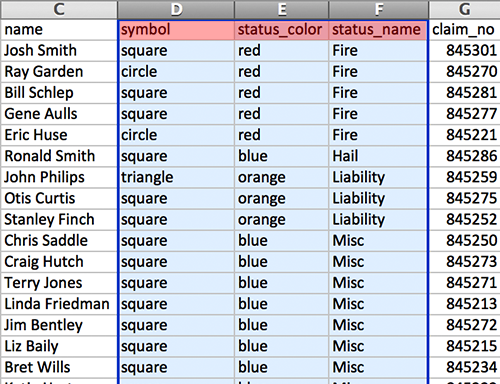 C D E F G
name symbol status_color status_name claim_no
Josh Smith square red Fire 845301
Ray Garden circle red Fire 845270
Bill Schlep square red Fire 845281
Gene Aulls square red Fire 845277
Eric Huse circle red Fire 845221
Ronald Smith square blue Hail 845286
John Philips triangle orange Liability 845259
Otis Curtis square orange Liability 845275
Stanley Finch square orange Liability 845252
Chris Saddle square blue Misc 845250
Craig Hutch square blue Misc 845273
Terry Jones square blue Misc 845271
Linda Friedman square blue Misc 845213
Jim Bentley square blue Misc 845272
Liz Baily square blue Misc 845215
Bret Wills square blue Misc 845234